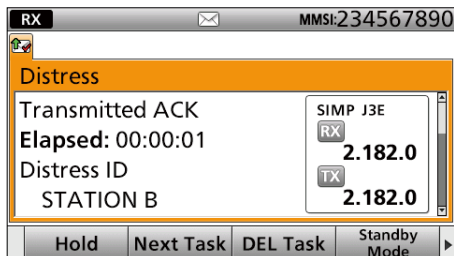 RX MMSI:234567890
Distress
Transmitted ACK
Elapsed: 00:00:01
Distress ID
STATION B
SIMP J3E
RX
2.182.0
TX
2.182.0
Hold Next Task DEL Task Standby Mode